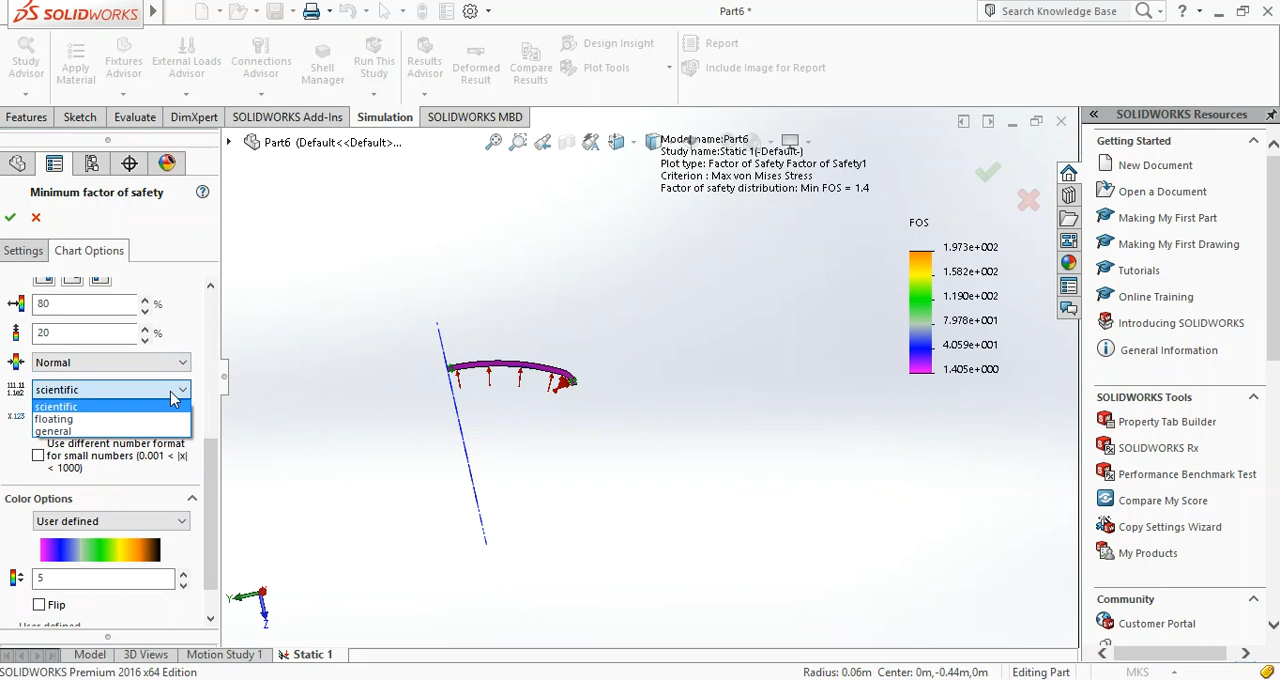 SOLIDWORKS
Part6 *
Search Knowledge Base
Study Advisor
Apply Material
Fixtures Advisor
External Loads Advisor
Connections Advisor
Shell Manager
Run This Study
Results Advisor
Deformed Result
Compare Results
Design Insight
Plot Tools
Report
Include Image for Report
Features
Sketch
Evaluate
DimXpert
SOLIDWORKS Add-Ins
Simulation
SOLIDWORKS MBD
SOLIDWORKS Resources
Part6 (Default<<Default>...
Model name:Part6
Study name:Static 1(-Default-)
Plot type: Factor of Safety Factor of Safety1
Criterion : Max von Mises Stress
Factor of safety distribution: Min FOS = 1.4
Minimum factor of safety
Settings
Chart Options
80 %
20 %
Normal
111.11
1.1e2
scientific
scientific
floating
general
x.123
Use different number format
for small numbers (0.001 < |x|
< 1000)
Color Options
User defined
5
Flip
User defined
FOS
1.973e+002
1.582e+002
1.190e+002
7.978e+001
4.059e+001
1.405e+000
Y
Z
Getting Started
New Document
Open a Document
Making My First Part
Making My First Drawing
Tutorials
Online Training
Introducing SOLIDWORKS
General Information
SOLIDWORKS Tools
Property Tab Builder
SOLIDWORKS Rx
Performance Benchmark Test
Compare My Score
Copy Settings Wizard
My Products
Community
Customer Portal
Model
3D Views
Motion Study 1
Static 1
SOLIDWORKS Premium 2016 x64 Edition
Radius: 0.06m Center: 0m,-0.44m,0m
Editing Part
MKS